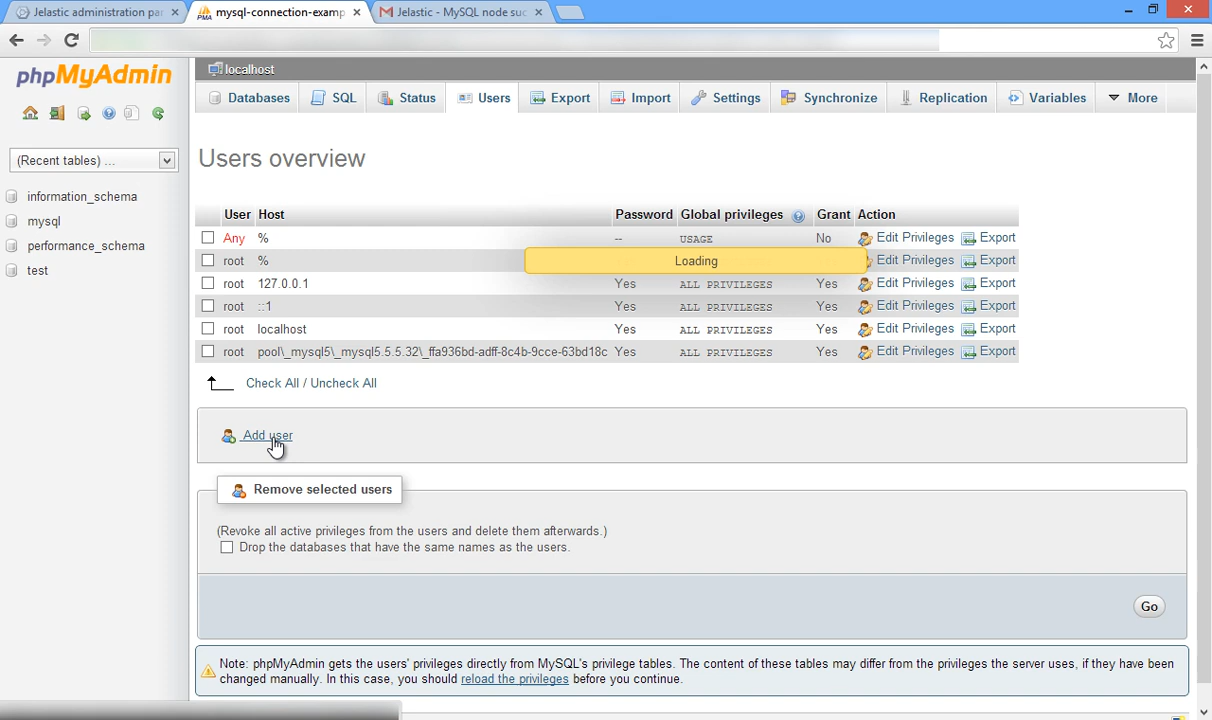 Jelastic administration par
mysql-connection-examp
Jelastic - MySQL node suc
phpMyAdmin
localhost
Databases SQL Status Users Export Import Settings Synchronize Replication Variables More
(Recent tables) ...
information_schema
mysql
performance_schema
test
Users overview
User Host Password Global privileges Grant Action
Any % -- USAGE No Edit Privileges Export
root % Edit Privileges Export
Loading
root 127.0.0.1 Yes ALL PRIVILEGES Yes Edit Privileges Export
root ::1 Yes ALL PRIVILEGES Yes Edit Privileges Export
root localhost Yes ALL PRIVILEGES Yes Edit Privileges Export
root pool\_mysql5\_mysql5.5.5.32\_ffa936bd-adff-8c4b-9cce-63bd18c Yes ALL PRIVILEGES Yes Edit Privileges Export
Check All / Uncheck All
Add user
Remove selected users
(Revoke all active privileges from the users and delete them afterwards.)
Drop the databases that have the same names as the users.
Go
Note: phpMyAdmin gets the users' privileges directly from MySQL's privilege tables. The content of these tables may differ from the privileges the server uses, if they have been
changed manually. In this case, you should reload the privileges before you continue.